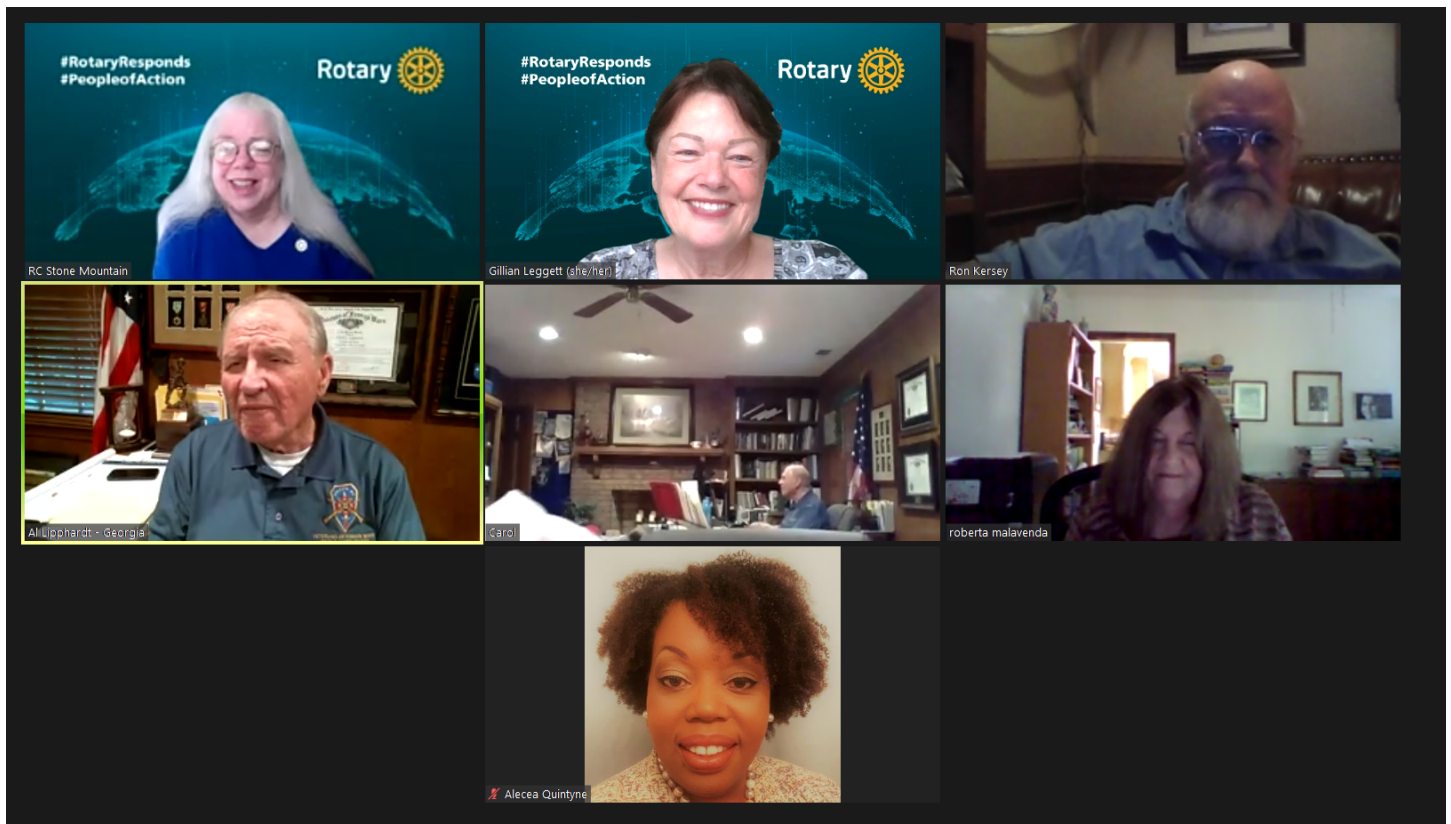 #RotaryResponds
#PeopleofAction
Rotary
RC Stone Mountain
#RotaryResponds
#PeopleofAction
Rotary
Gillian Leggett (she/her)
Ron Kersey
Al Lipphardt - Georgia
Carol
roberta malavenda
Alecea Quintyne